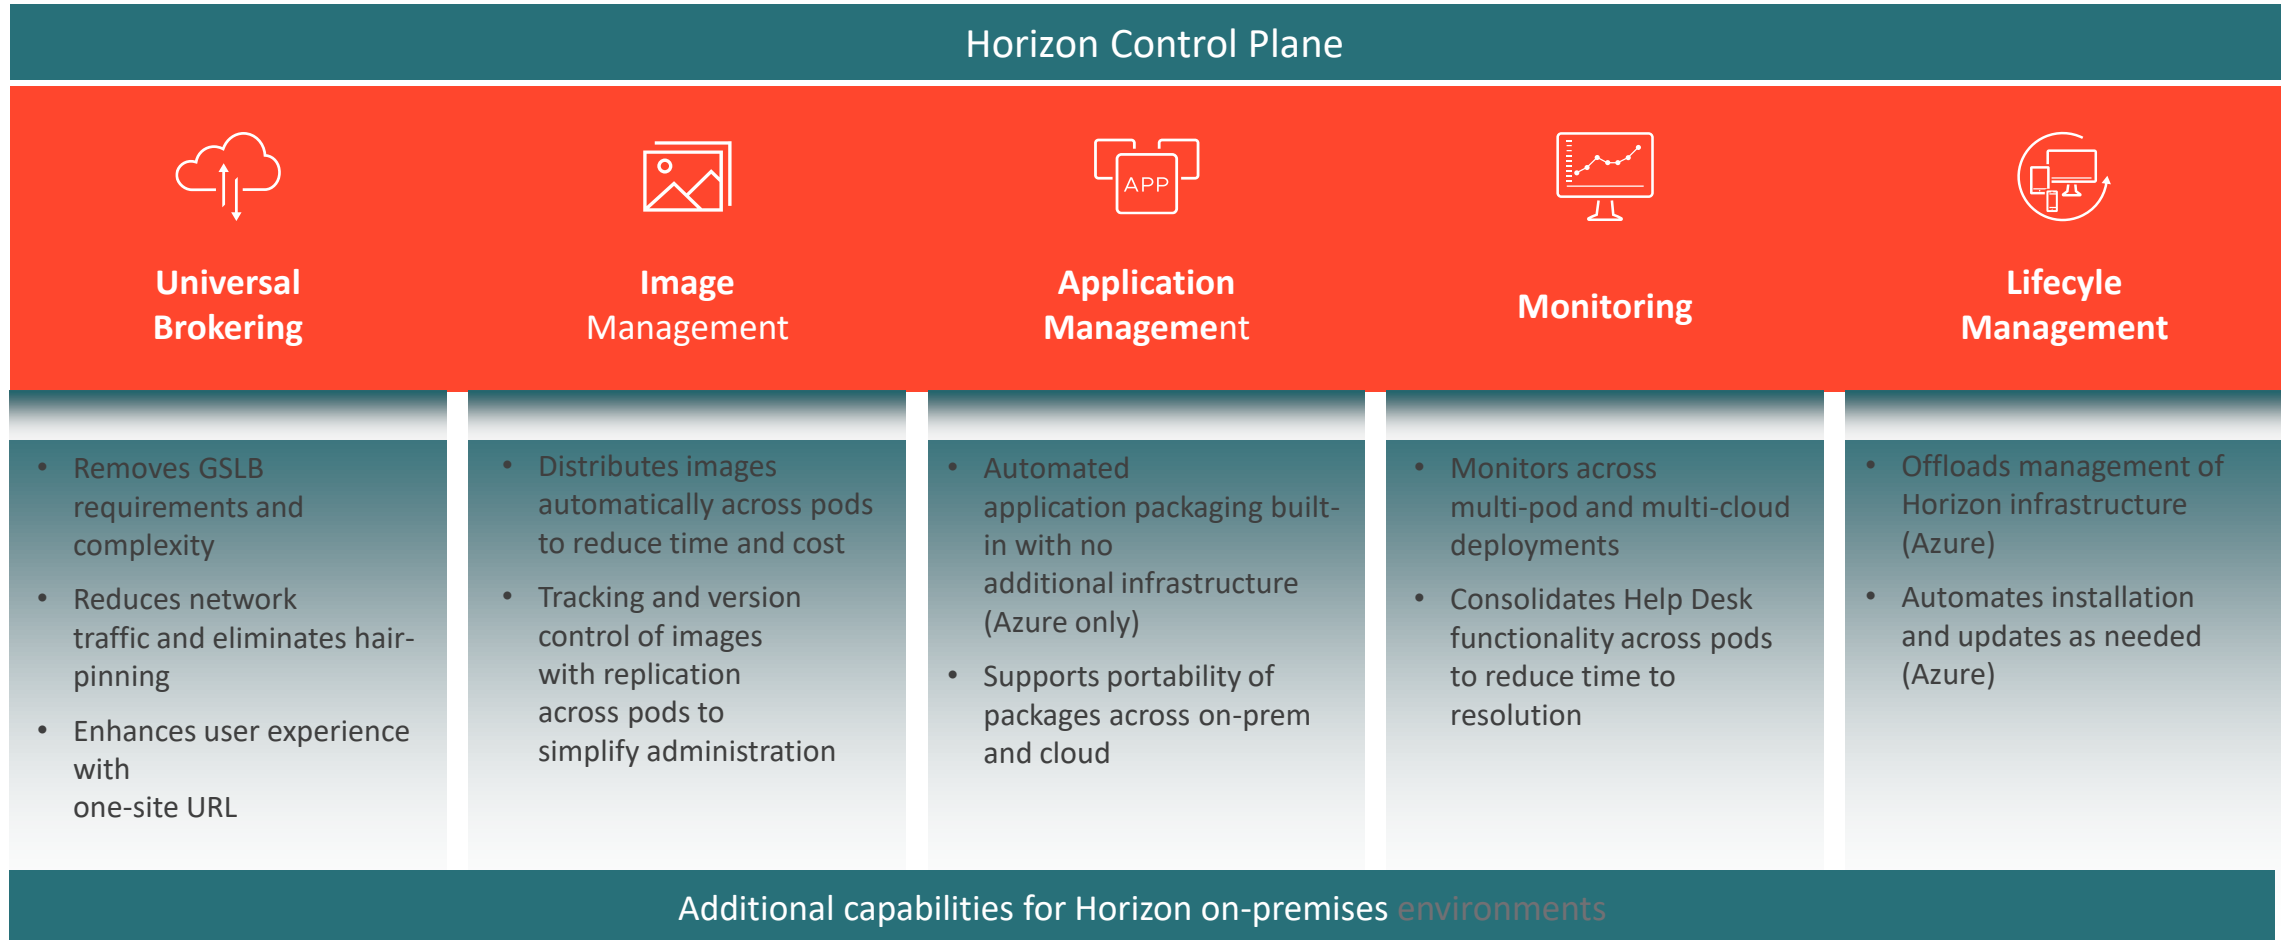 Horizon Control Plane
APP
Universal
Brokering
Image
Management
Application
Management
Monitoring
Lifecyle
Management
• Removes GSLB
requirements and
complexity
• Reduces network
traffic and eliminates hair-
pinning
• Enhances user experience
with
one-site URL
• Distributes images
automatically across pods
to reduce time and cost
• Tracking and version
control of images
with replication
across pods to
simplify administration
• Automated
application packaging built-
in with no
additional infrastructure
(Azure only)
• Supports portability of
packages across on-prem
and cloud
• Monitors across
multi-pod and multi-cloud
deployments
• Consolidates Help Desk
functionality across pods
to reduce time to
resolution
• Offloads management of
Horizon infrastructure
(Azure)
• Automates installation
and updates as needed
(Azure)
Additional capabilities for Horizon on-premises environments